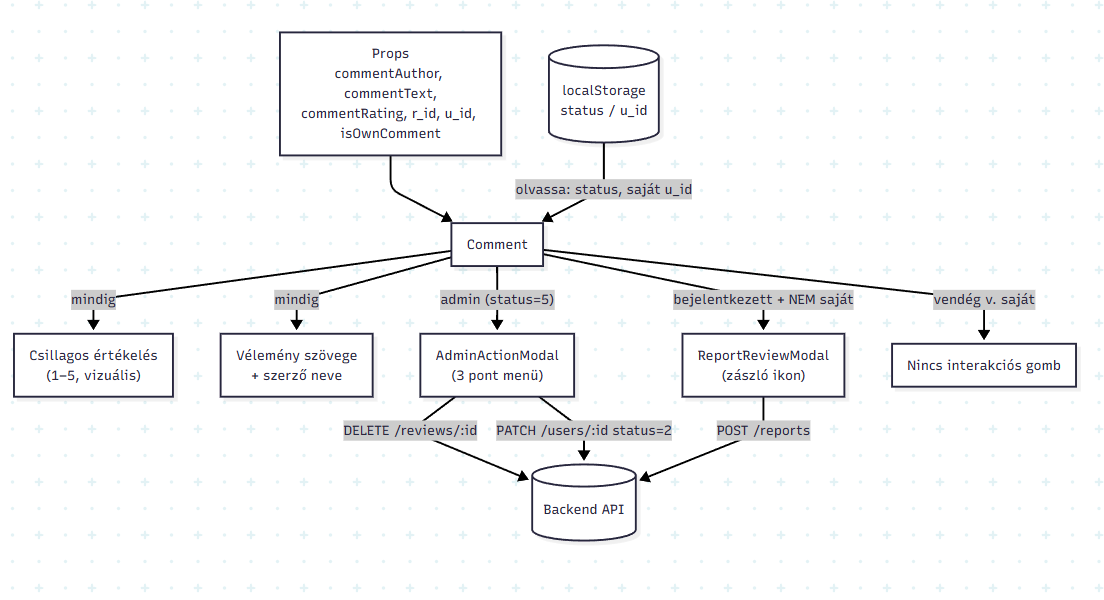 Props
commentAuthor,
commentText,
commentRating, r_id, u_id,
isOwnComment
localStorage
status / u_id
olvassa: status, saját u_id
Comment
mindig
mindig
admin (status=5)
bejelentkezett + NEM saját
vendég v. saját
Csillagos értékelés
(1–5, vizuális)
Vélemény szövege
+ szerző neve
AdminActionModal
(3 pont menü)
ReportReviewModal
(zászló ikon)
Nincs interakciós gomb
DELETE /reviews/:id
PATCH /users/:id status=2
POST /reports
Backend API